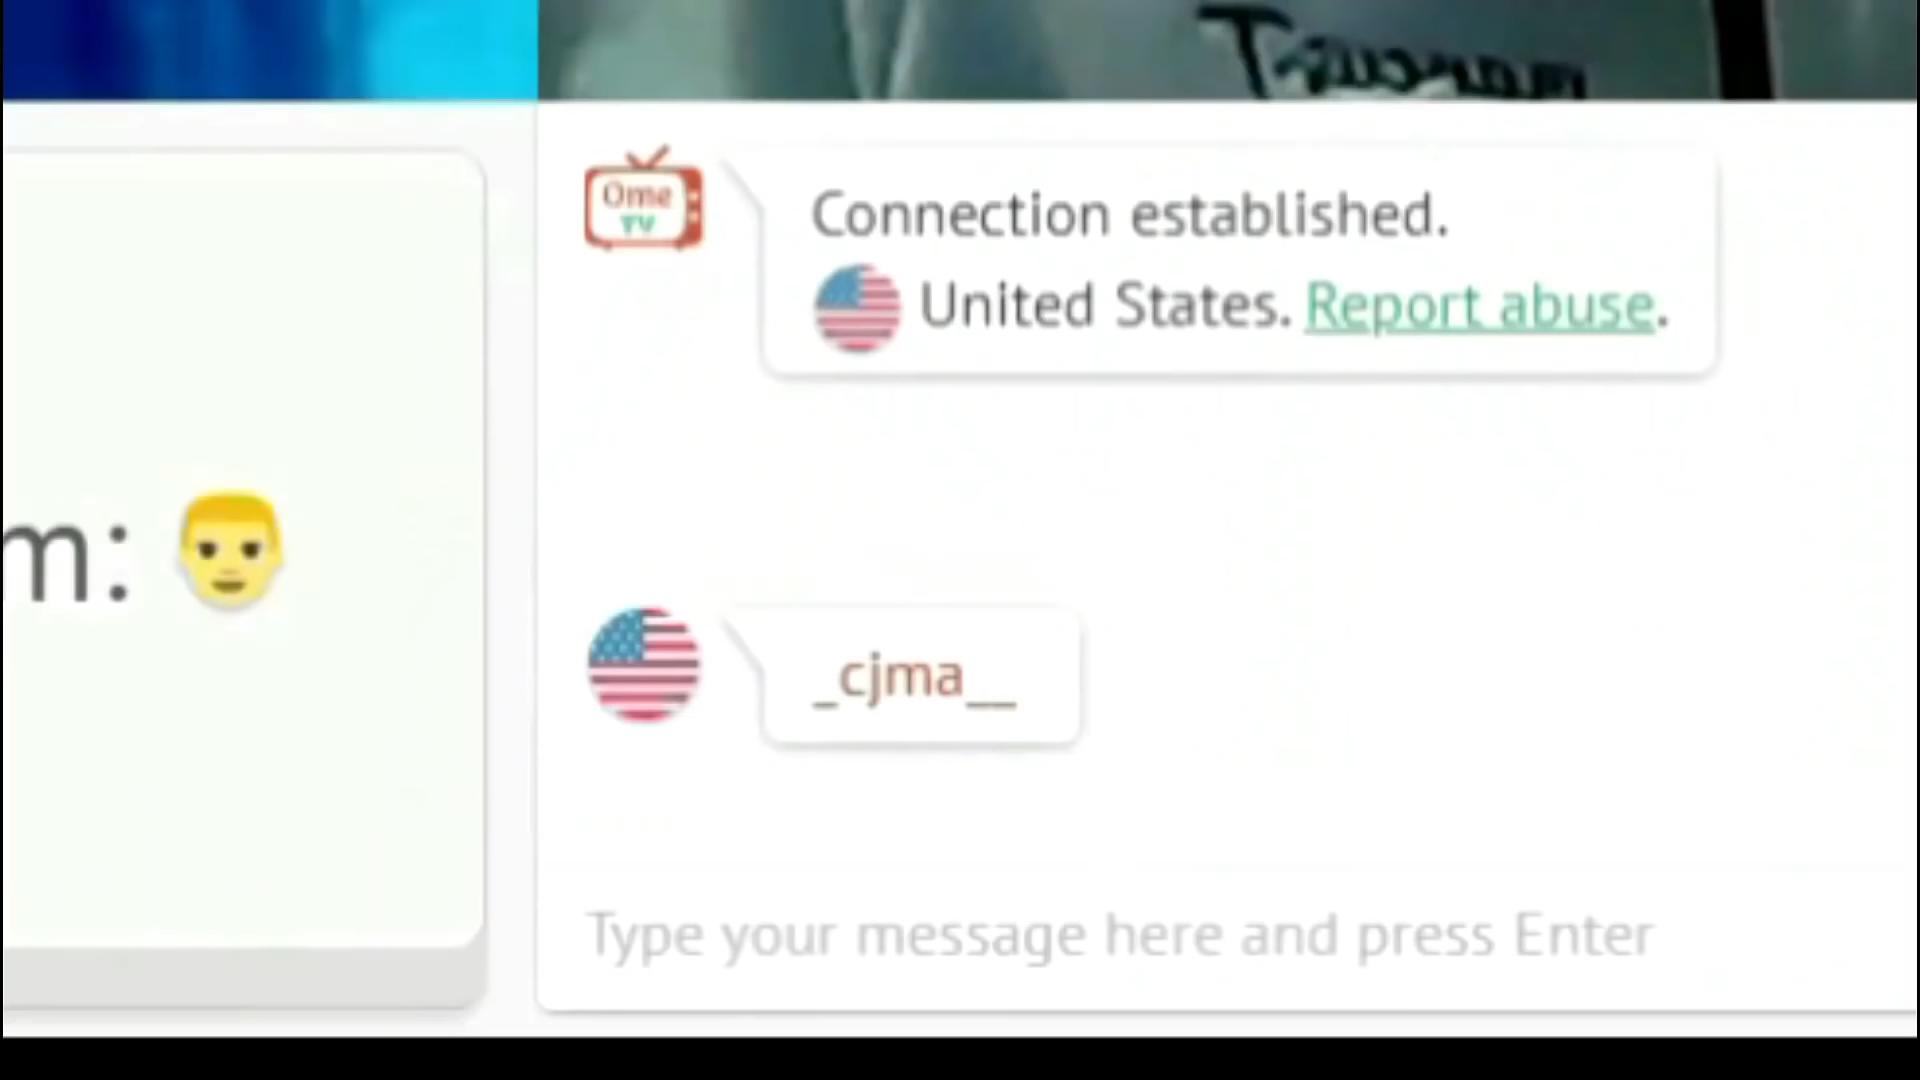 Ome
TV
Connection established.
United States. Report abuse.
m:
_cjma__
Type your message here and press Enter